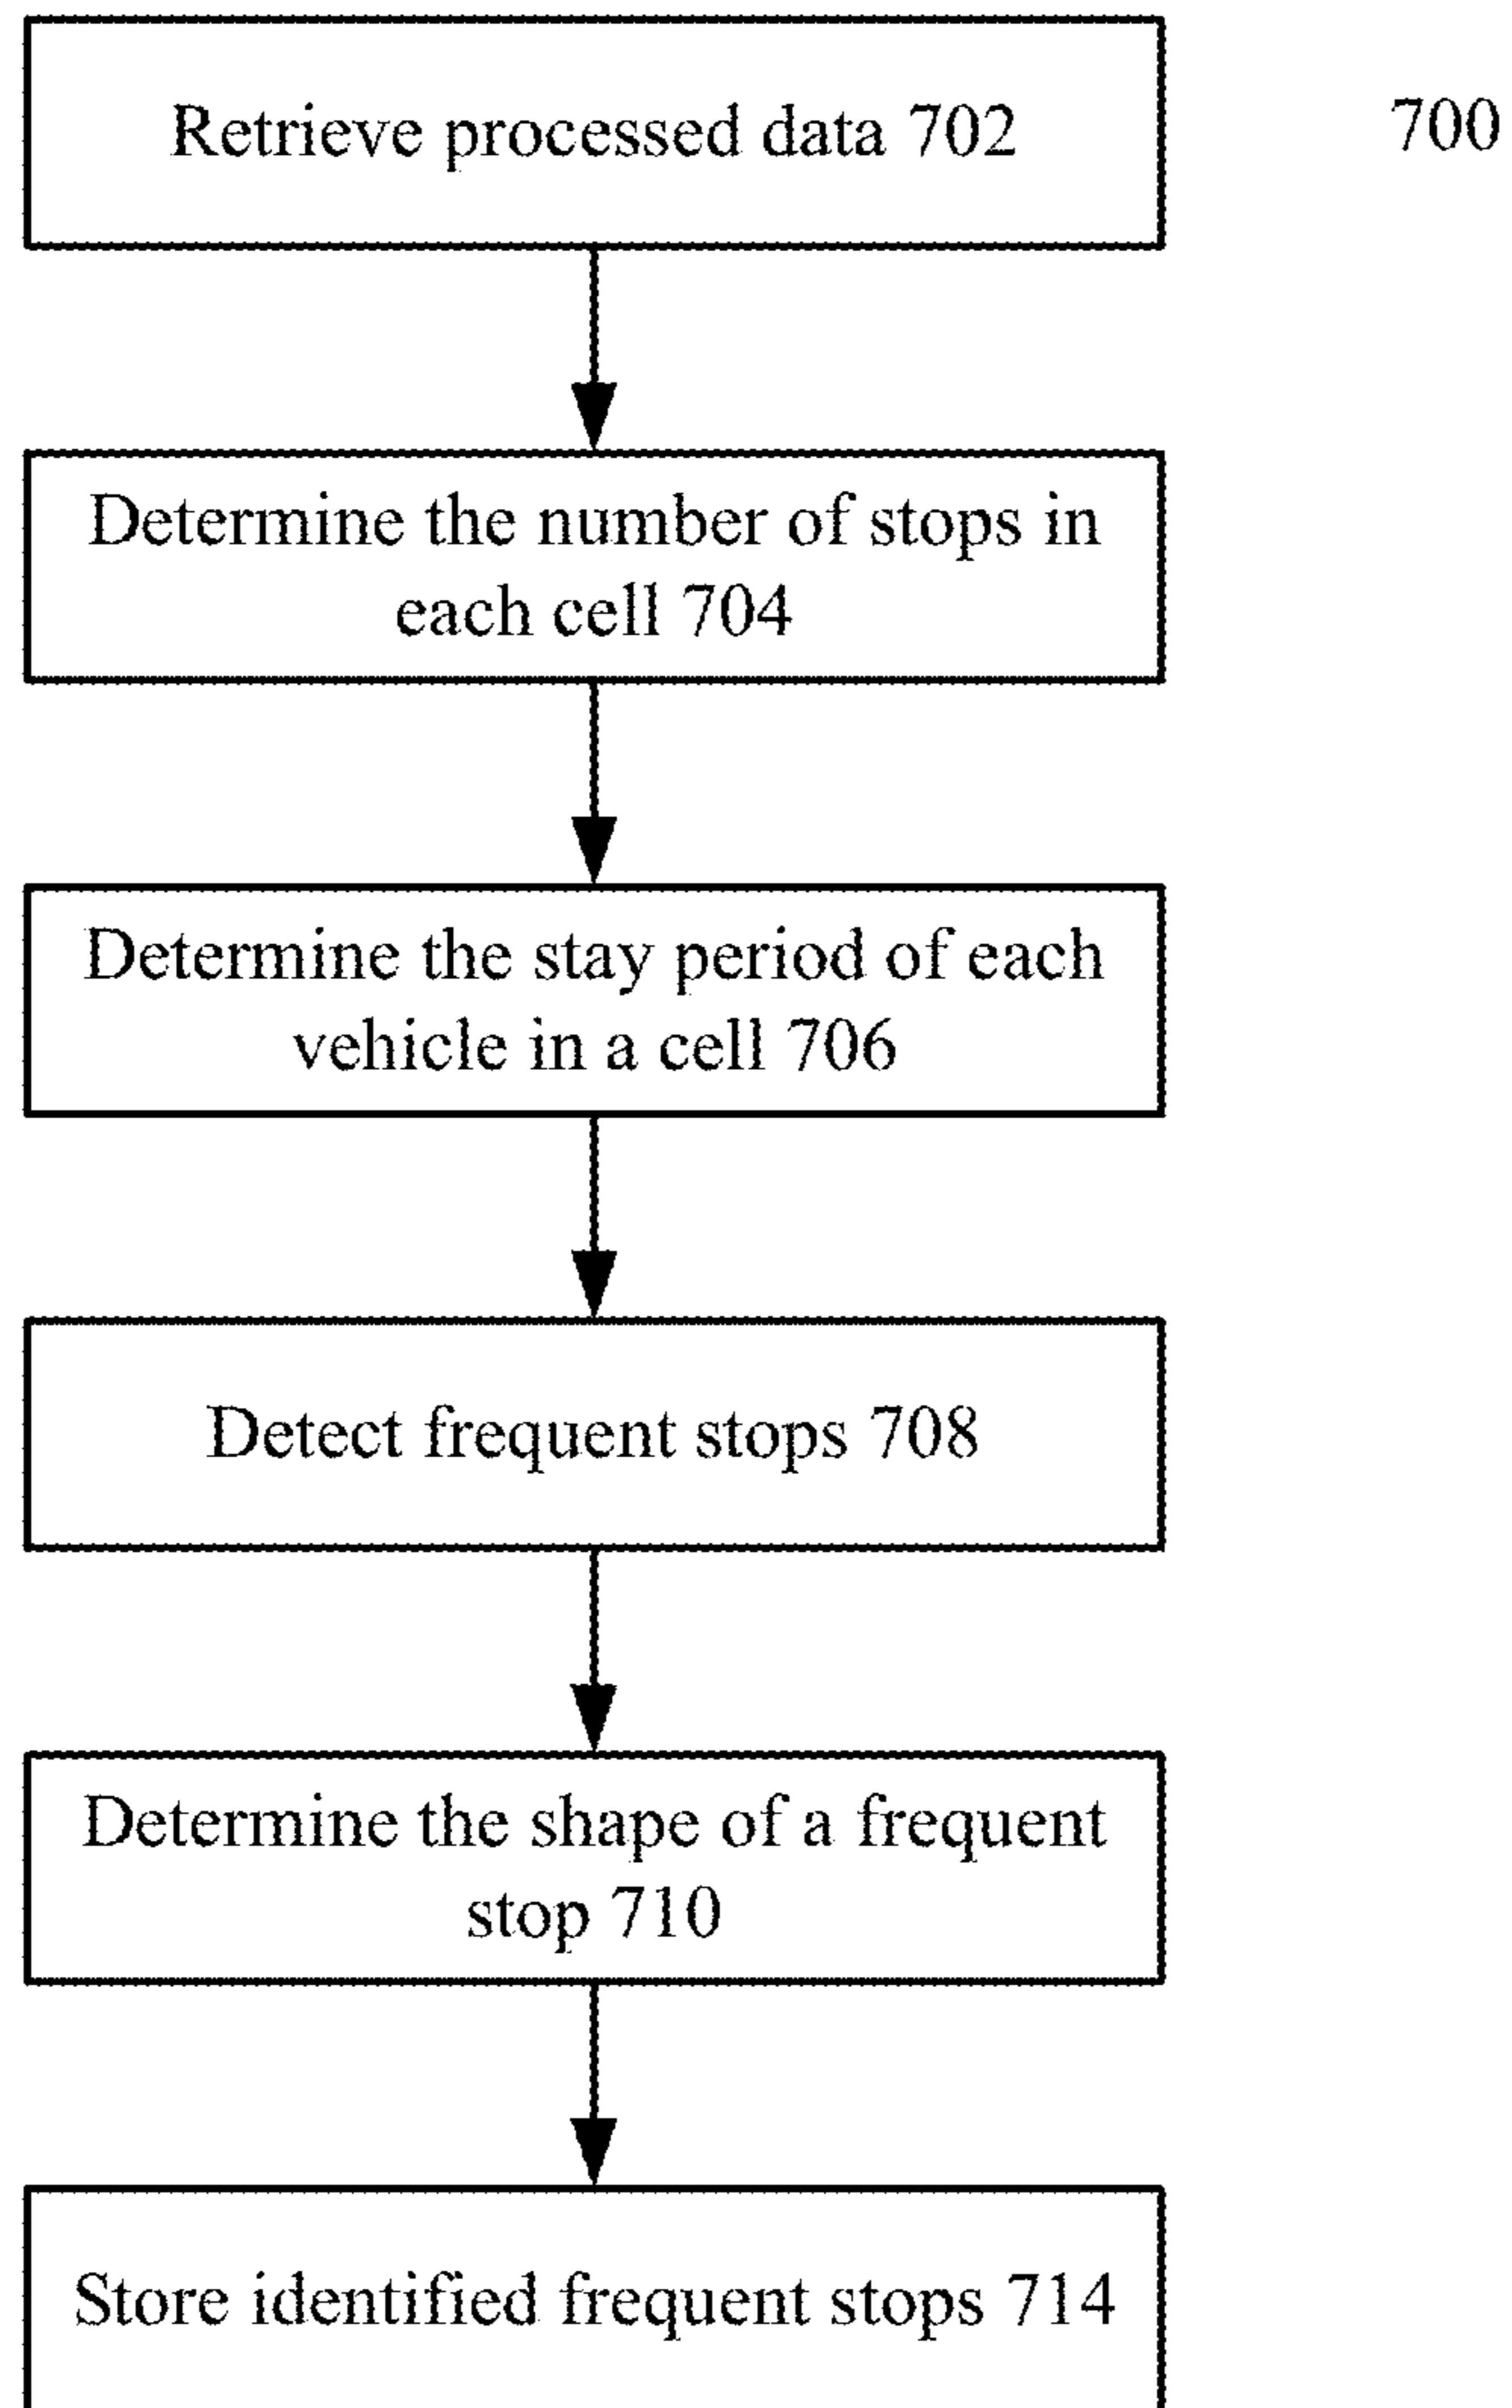 Retrieve processed data 702
700
Determine the number of stops in
each cell 704
Determine the stay period of each
vehicle in a cell 706
Detect frequent stops 708
Determine the shape of a frequent
stop 710
Store identified frequent stops 714